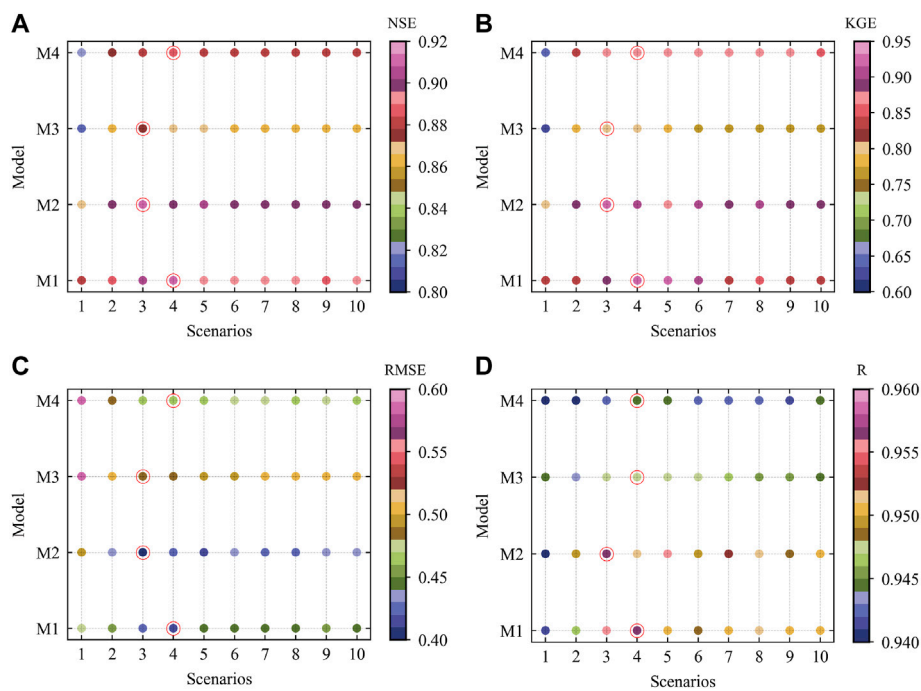 A
NSE
M4
M3
M2
M1
Model
1 2 3 4 5 6 7 8 9 10
Scenarios
0.92
0.90
0.88
0.86
0.84
0.82
0.80
B
KGE
M4
M3
M2
M1
Model
1 2 3 4 5 6 7 8 9 10
Scenarios
0.95
0.90
0.85
0.80
0.75
0.70
0.65
0.60
C
RMSE
M4
M3
M2
M1
Model
1 2 3 4 5 6 7 8 9 10
Scenarios
0.60
0.55
0.50
0.45
0.40
D
R
M4
M3
M2
M1
Model
1 2 3 4 5 6 7 8 9 10
Scenarios
0.960
0.955
0.950
0.945
0.940